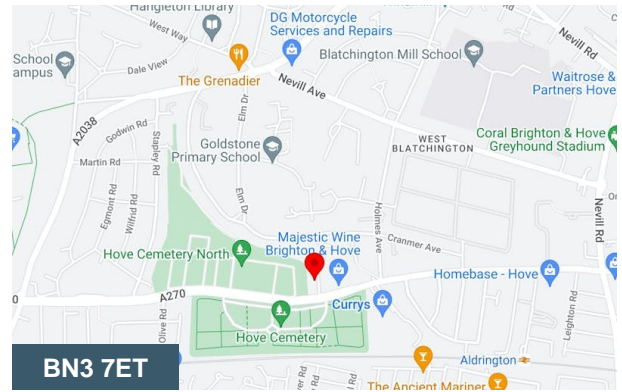 Hangleton Library
West Way
School
ampus
Dale View
The Grenadier
DG Motorcycle
Services and Repairs
Blatchington Mill School
Nevill Rd
Nevill Ave
Elm Dr
Waitrose &
Partners Hove
A2038
Godwin Rd
Stapley Rd
Goldstone
Primary School
WEST
BLATCHINGTON
Coral Brighton & Hove
Greyhound Stadium
Martin Rd
Egmont Rd
Wilfrid Rd
Elm Dr
Holmes Ave
Nevill Rd
Hove Cemetery North
Majestic Wine
Brighton & Hove
Cranmer Ave
Homebase - Hove
A270
0
Currys
Olive Rd
Hove Cemetery
Leighton Rd
BN3 7ET
Aldrington
The Ancient Mariner